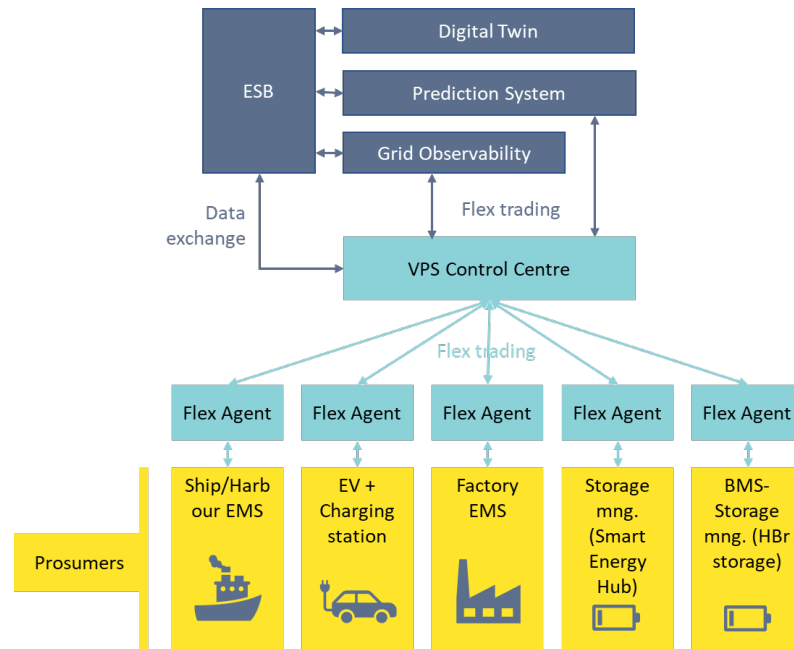 Digital Twin
ESB
Prediction System
Grid Observability
Data
exchange
Flex trading
VPS Control Centre
Flex trading
Flex Agent
Flex Agent
Flex Agent
Flex Agent
Flex Agent
Prosumers
Ship/Harb
our EMS
EV +
Charging
station
Factory
EMS
Storage
mng.
(Smart
Energy
Hub)
BMS-
Storage
mng. (HBr
storage)